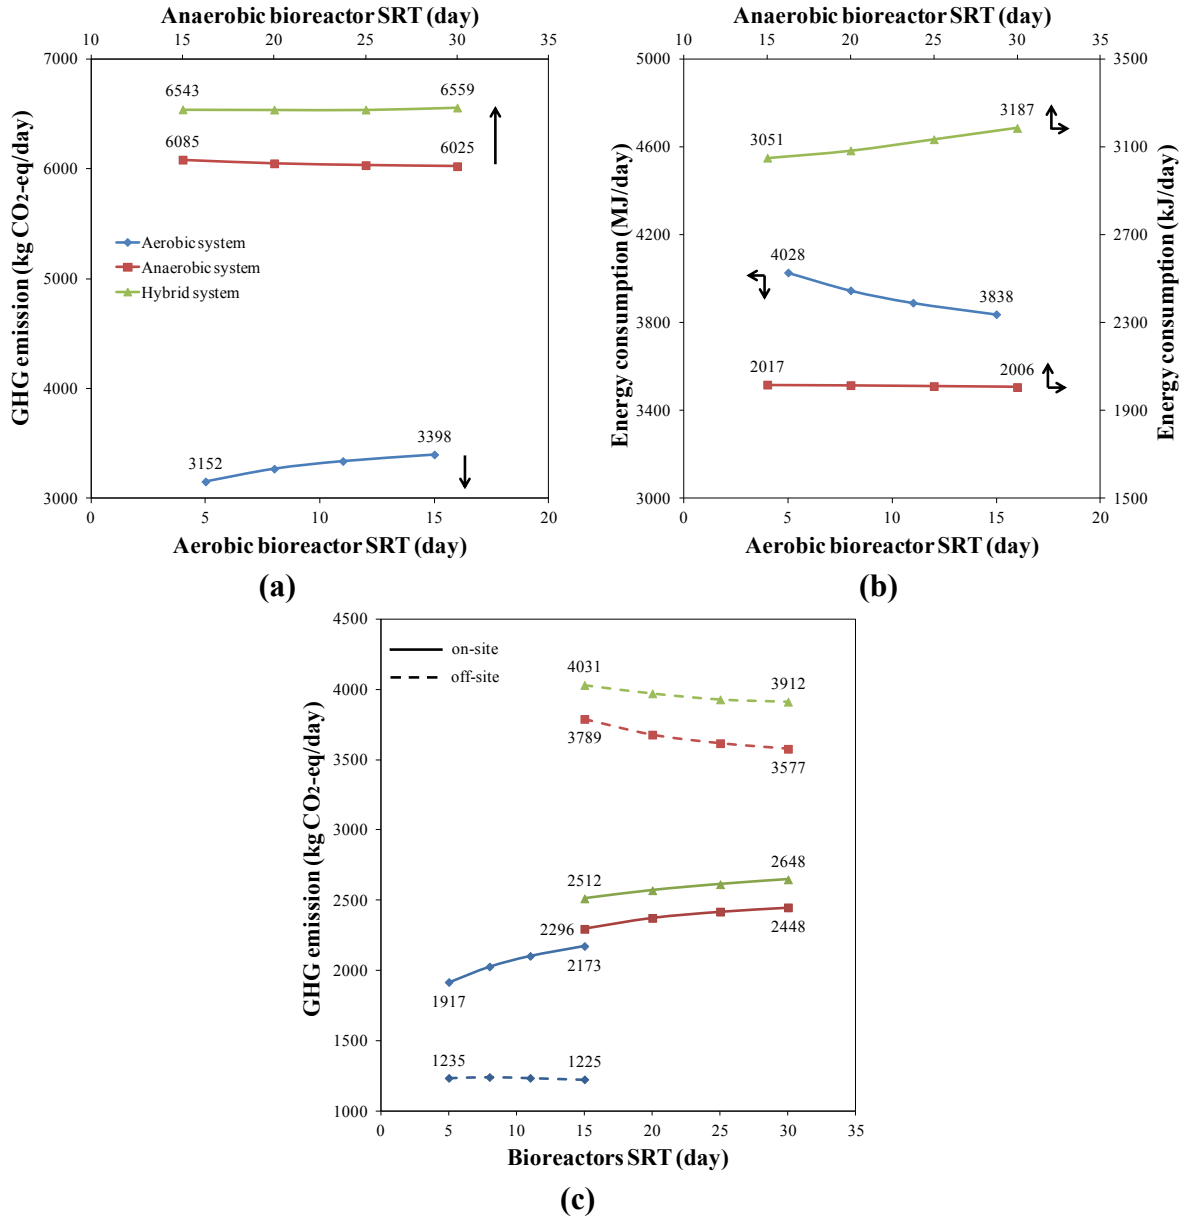 Anaerobic bioreactor SRT (day)
10 15 20 25 30 35
7000
6000
5000
4000
3000
GHG emission (kg CO2-eq/day)
6543 6559
6085 6025
Aerobic system
Anaerobic system
Hybrid system
3152 3398
0 5 10 15 20
Aerobic bioreactor SRT (day)
(a)
Anaerobic bioreactor SRT (day)
10 15 20 25 30 35
5000
4600
4200
3800
3400
3000
Energy consumption (MJ/day)
3500
3100
2700
2300
1900
1500
Energy consumption (kJ/day)
3051 3187
4028 3838
2017 2006
0 5 10 15 20
Aerobic bioreactor SRT (day)
(b)
4500
4000
3500
3000
2500
2000
1500
1000
GHG emission (kg CO2-eq/day)
on-site
off-site
4031 3912
3789 3577
2512 2648
2296 2448
1917 2173
1235 1225
0 5 10 15 20 25 30 35
Bioreactors SRT (day)
(c)